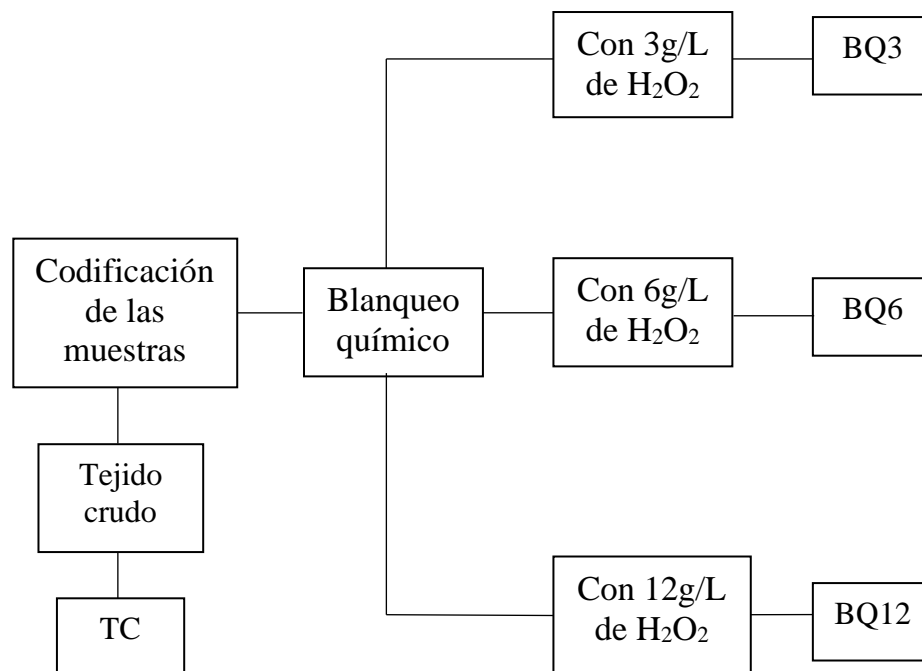 Con 3g/L
de H₂O₂
BQ3
Codificación
de las
muestras
Blanqueo
químico
Con 6g/L
de H₂O₂
BQ6
Tejido
crudo
TC
Con 12g/L
de H₂O₂
BQ12